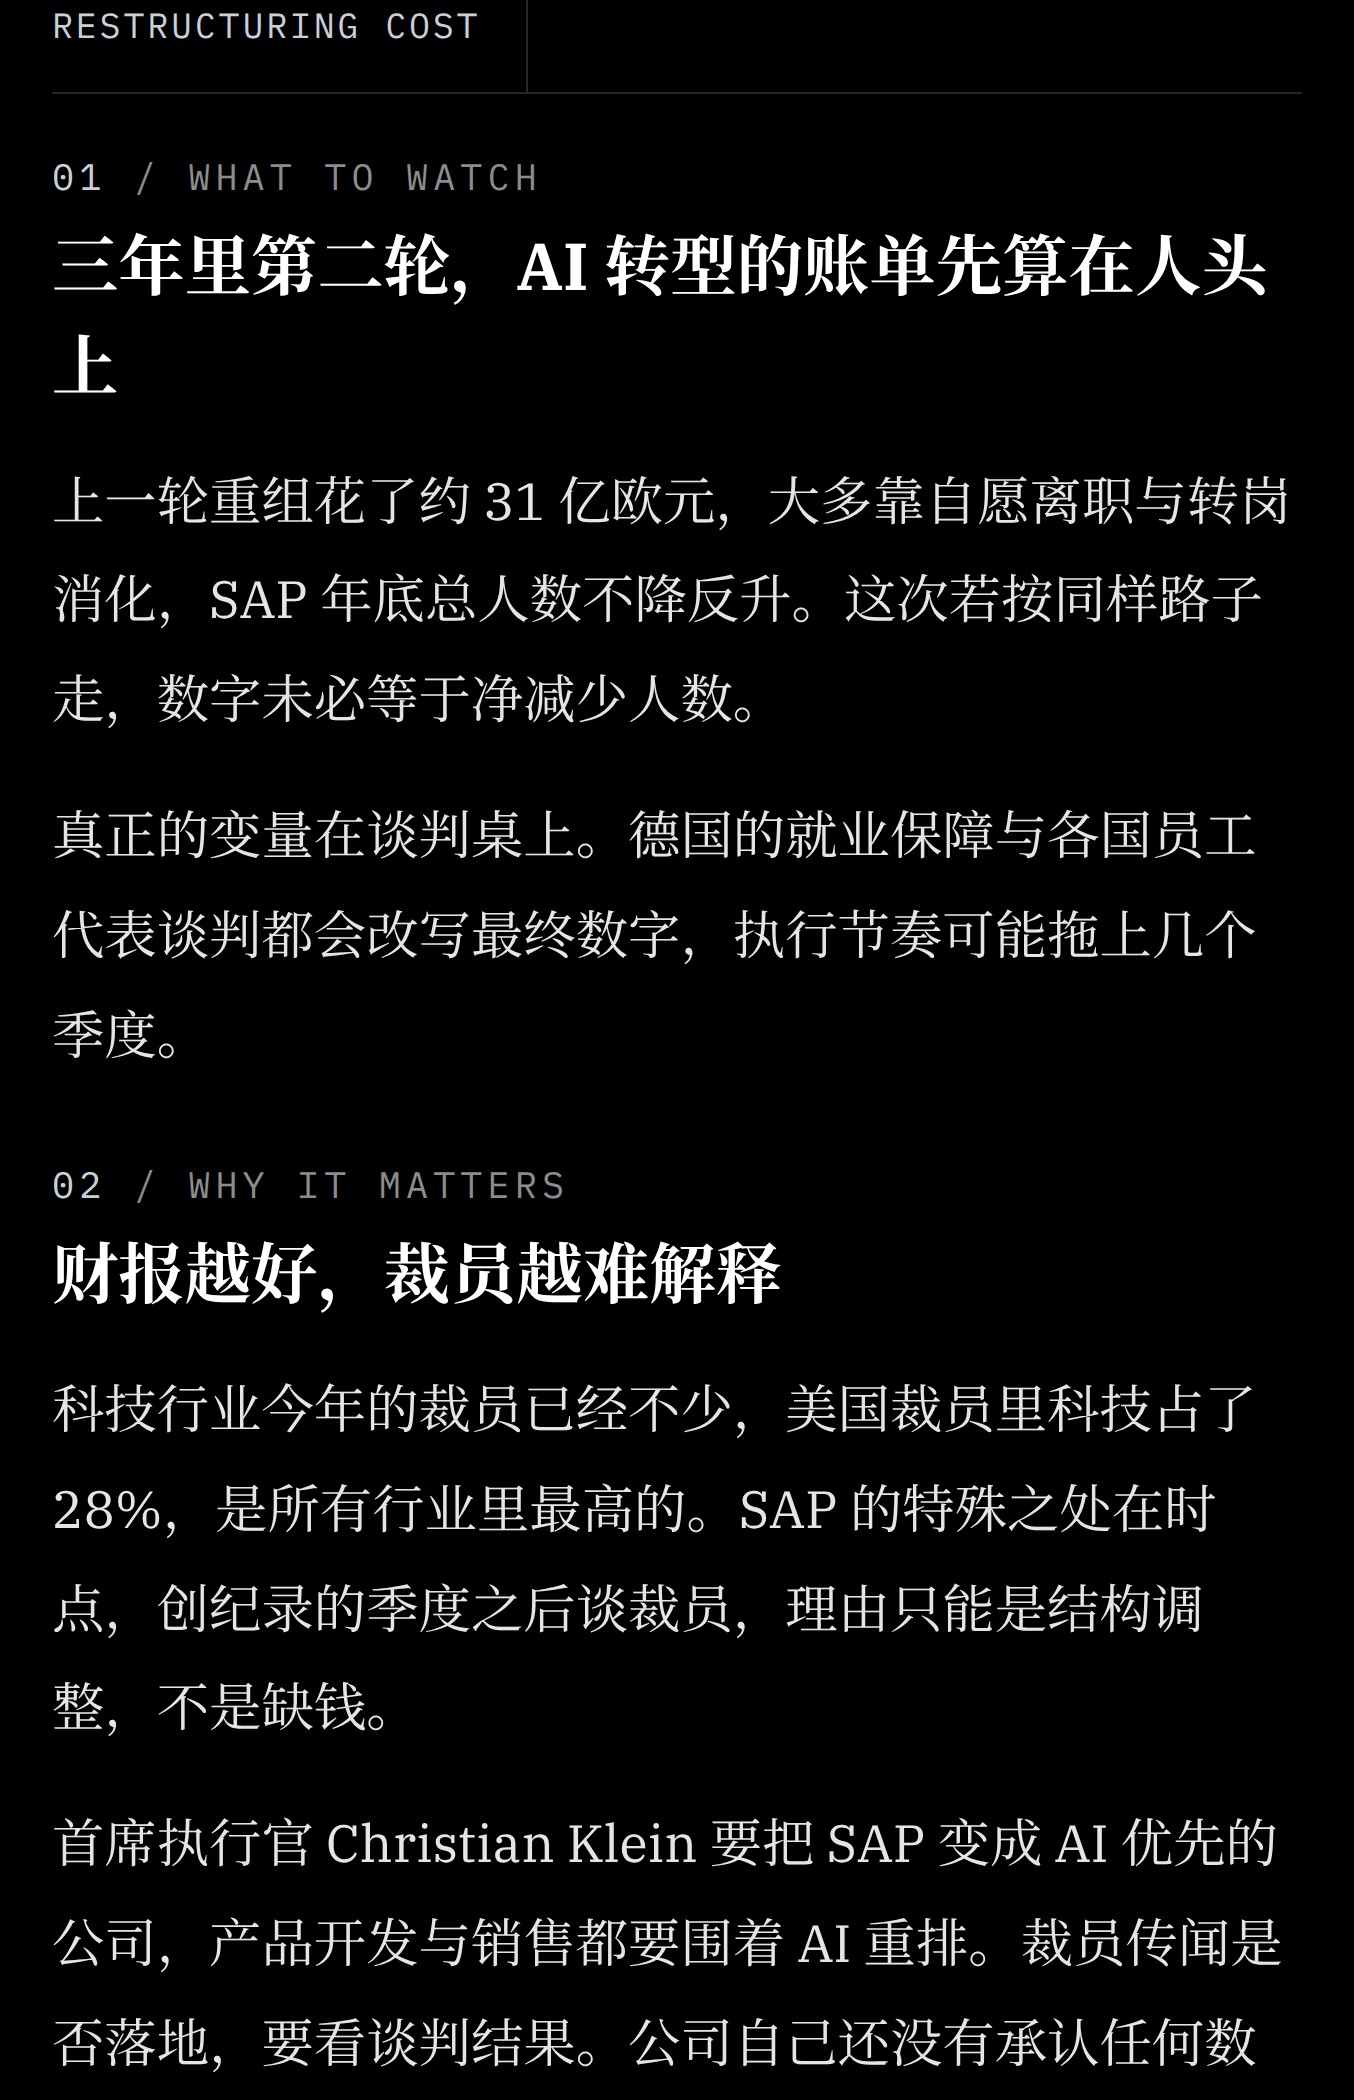 RESTRUCTURING COST
01 / WHAT TO WATCH
三年里第二轮，AI 转型的账单先算在人头
上
上一轮重组花了约 31 亿欧元，大多靠自愿离职与转岗
消化，SAP 年底总人数不降反升。这次若按同样路子
走，数字未必等于净减少人数。
真正的变量在谈判桌上。德国的就业保障与各国员工
代表谈判都会改写最终数字，执行节奏可能拖上几个
季度。
02 / WHY IT MATTERS
财报越好，裁员越难解释
科技行业今年的裁员已经不少，美国裁员里科技占了
28%，是所有行业里最高的。SAP 的特殊之处在时
点，创纪录的季度之后谈裁员，理由只能是结构调
整，不是缺钱。
首席执行官 Christian Klein 要把 SAP 变成 AI 优先的
公司，产品开发与销售都要围着 AI 重排。裁员传闻是
否落地，要看谈判结果。公司自己还没有承认任何数